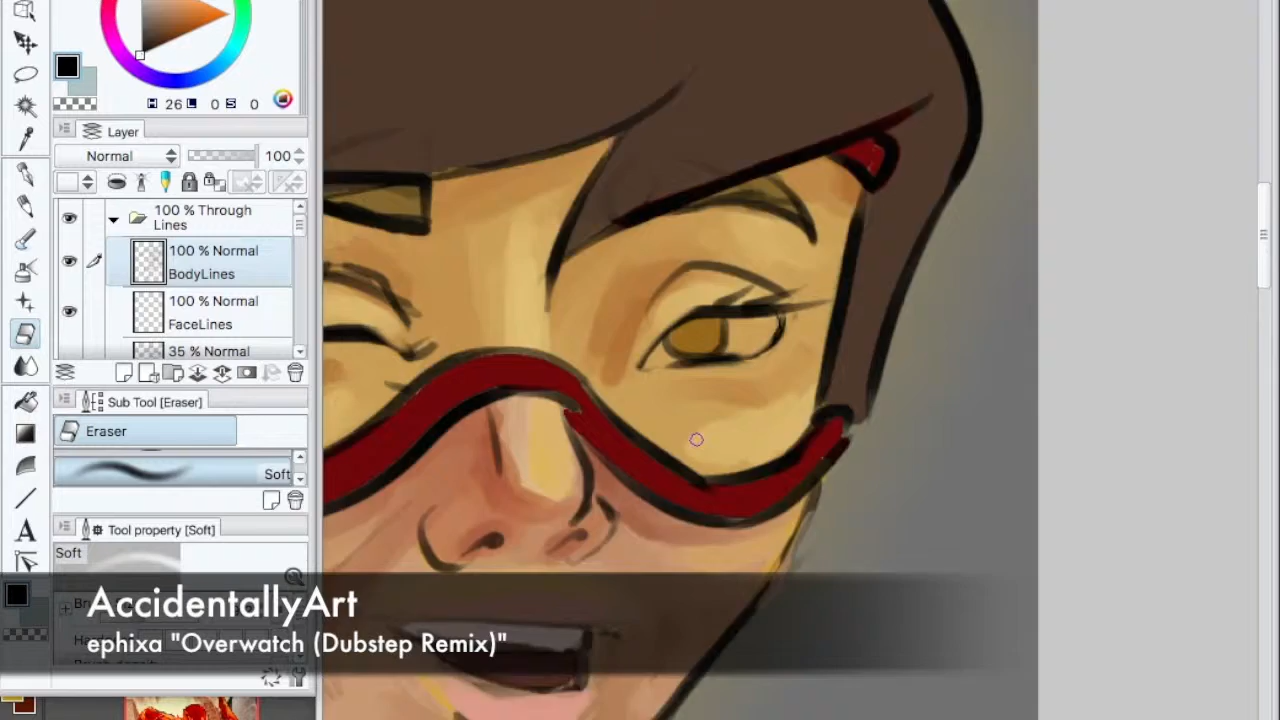 H 26 L 0 S 0
Layer
Normal
100
100 % Through
Lines
100 % Normal
BodyLines
100 % Normal
FaceLines
35 % Normal
Sub Tool [Eraser]
Eraser
Soft
Tool property [Soft]
Soft
A
AccidentallyArt
ephixa "Overwatch (Dubstep Remix)"